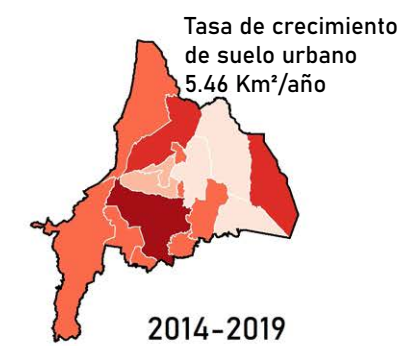 Tasa de crecimiento
de suelo urbano
5.46 Km²/año
2014-2019